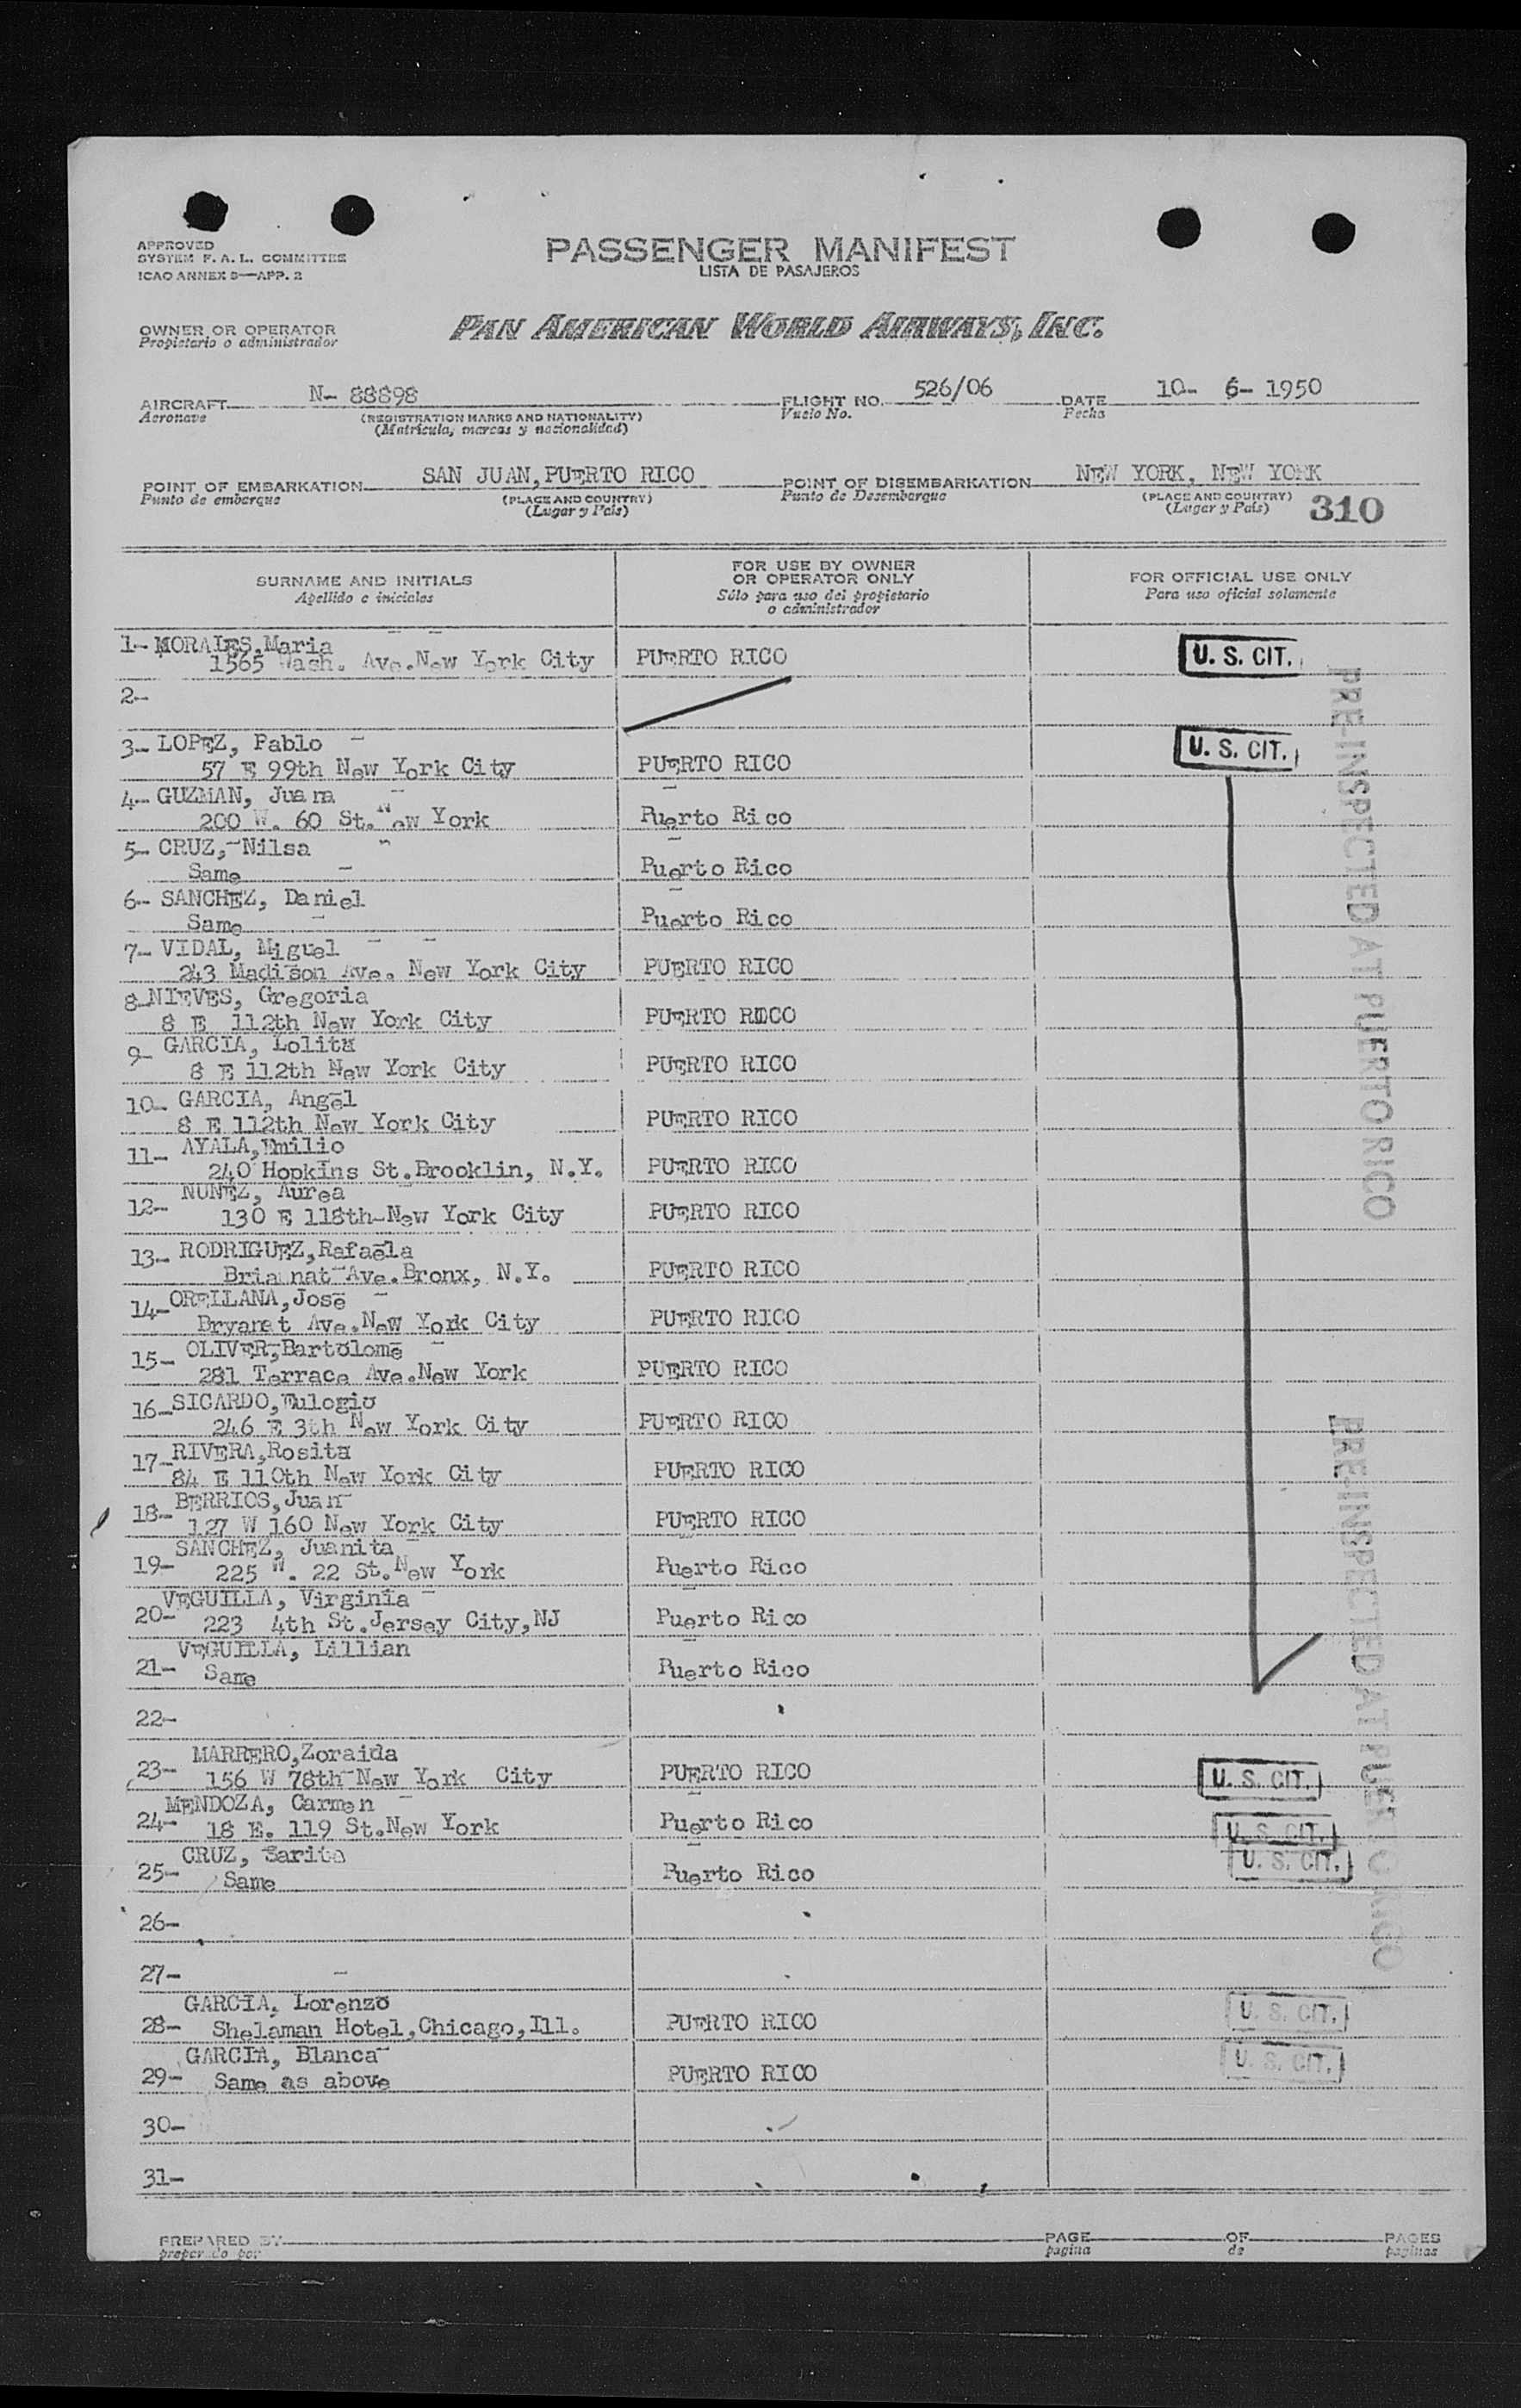 APPROVED
SYSTEM F. A. L. COMMITTEE
ICAO ANNEX 9—APP. 2
PASSENGER MANIFEST
LISTA DE PASAJEROS
OWNER OR OPERATOR
Propietario o administrador
PAN AMERICAN WORLD AIRWAYS, INC.
AIRCRAFT N- 88898
Aeronave
(REGISTRATION MARKS AND NATIONALITY)
(Matricula, marcas y nacionalidad)
FLIGHT NO. 526/06
Vuelo No.
DATE 10- 6- 1950
Fecha
POINT OF EMBARKATION SAN JUAN, PUERTO RICO
Punto de embarque
(PLACE AND COUNTRY)
(Lugar y Pais)
POINT OF DISEMBARKATION NEW YORK, NEW YORK
Punto de Desembarque
(PLACE AND COUNTRY)
(Lugar y Pais)
310
SURNAME AND INITIALS
Apellido e iniciales
FOR USE BY OWNER
OR OPERATOR ONLY
Sólo para uso del propietario
o administrador
FOR OFFICIAL USE ONLY
Para uso oficial solamente
1- MORALES, Maria
1565 Wash. Ave. New York City PUERTO RICO U. S. CIT.
2-
3- LOPEZ, Pablo
57 E 99th New York City PUERTO RICO U. S. CIT.
4- GUZMAN, Juana
200 W. 60 St. New York Puerto Rico
5- CRUZ, Nilsa
Same Puerto Rico
6- SANCHEZ, Daniel
Same Puerto Rico
7- VIDAL, Miguel
243 Madison Ave. New York City PUERTO RICO
8 NIEVES, Gregoria
8 E 112th New York City PUERTO RICO
9- GARCIA, Lolita
8 E 112th New York City PUERTO RICO
10- GARCIA, Angel
8 E 112th New York City PUERTO RICO
11- AYALA, Emilio
240 Hopkins St. Brooklin, N.Y. PUERTO RICO
12- NUNEZ, Aurea
130 E 118th-New York City PUERTO RICO
13- RODRIGUEZ, Rafaela
Ave. Bronx, N.Y. PUERTO RICO
14- ORELLANA, Jose
Ave. New York City PUERTO RICO
15- OLIVER, Bartolome
281 Terrace Ave. New York PUERTO RICO
16- SICARDO, Eulogio
246 E 3th New York City PUERTO RICO
17- RIVERA, Rosita
84 E 110th New York City PUERTO RICO
18- BERRIOS, Juan
127 W 160 New York City PUERTO RICO
19- SANCHEZ, Juanita
225 W. 22 St. New York Puerto Rico
20- VEGUILLA, Virginia
223 4th St. Jersey City, NJ Puerto Rico
21- VEGUILLA, Lillian
Same Puerto Rico
22-
23- MARRERO, Zoraida
156 W 78th-New York City PUERTO RICO U. S. CIT.
24- MENDOZA, Carmen
18 E. 119 St. New York Puerto Rico U. S. CIT.
25- CRUZ, Sarita
Same Puerto Rico U. S. CIT.
26-
27-
28- GARCIA, Lorenzo
Shelaman Hotel, Chicago, Ill. PUERTO RICO U. S. CIT.
29- GARCIA, Blanca
Same as above PUERTO RICO U. S. CIT.
30-
31-
PRE-INSPECTED AT PUERTO RICO
PRE-INSPECTED AT PUERTO RICO
PREPARED BY
preparado por
PAGE OF PAGES
pagina de paginas